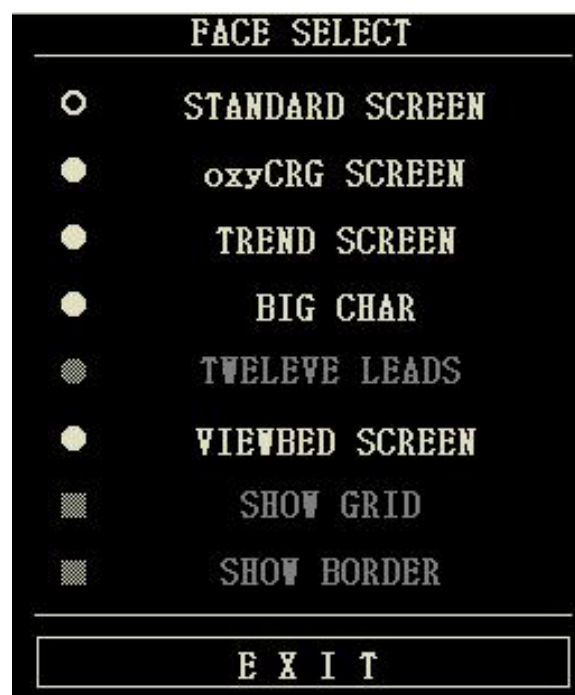 FACE SELECT
STANDARD SCREEN
oxyCRG SCREEN
TREND SCREEN
BIG CHAR
TWELEVE LEADS
VIEWBED SCREEN
SHOW GRID
SHOW BORDER
E X I T